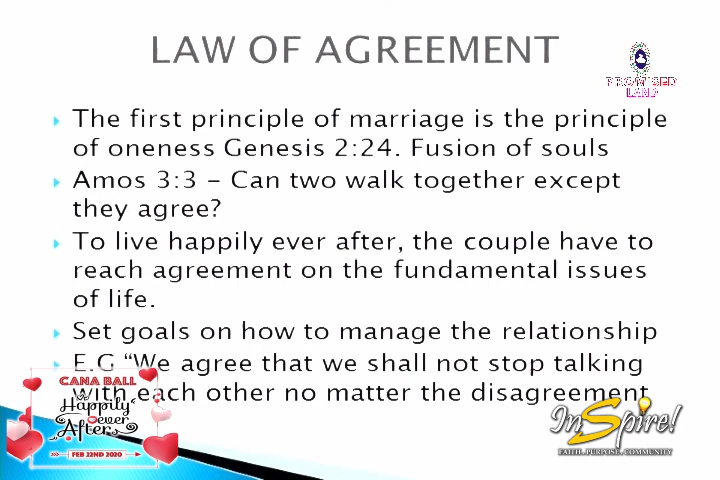 LAW OF AGREEMENT
PROMISED
LAND
The first principle of marriage is the principle
of oneness Genesis 2:24. Fusion of souls
Amos 3:3 – Can two walk together except
they agree?
To live happily ever after, the couple have to
reach agreement on the fundamental issues
of life.
Set goals on how to manage the relationship
E.G “We agree that we shall not stop talking
with each other no matter the disagreement
CANA BALL
Happily
ever
After
FEB 22ND 2020
InSpire!
FAITH . PURPOSE . COMMUNITY